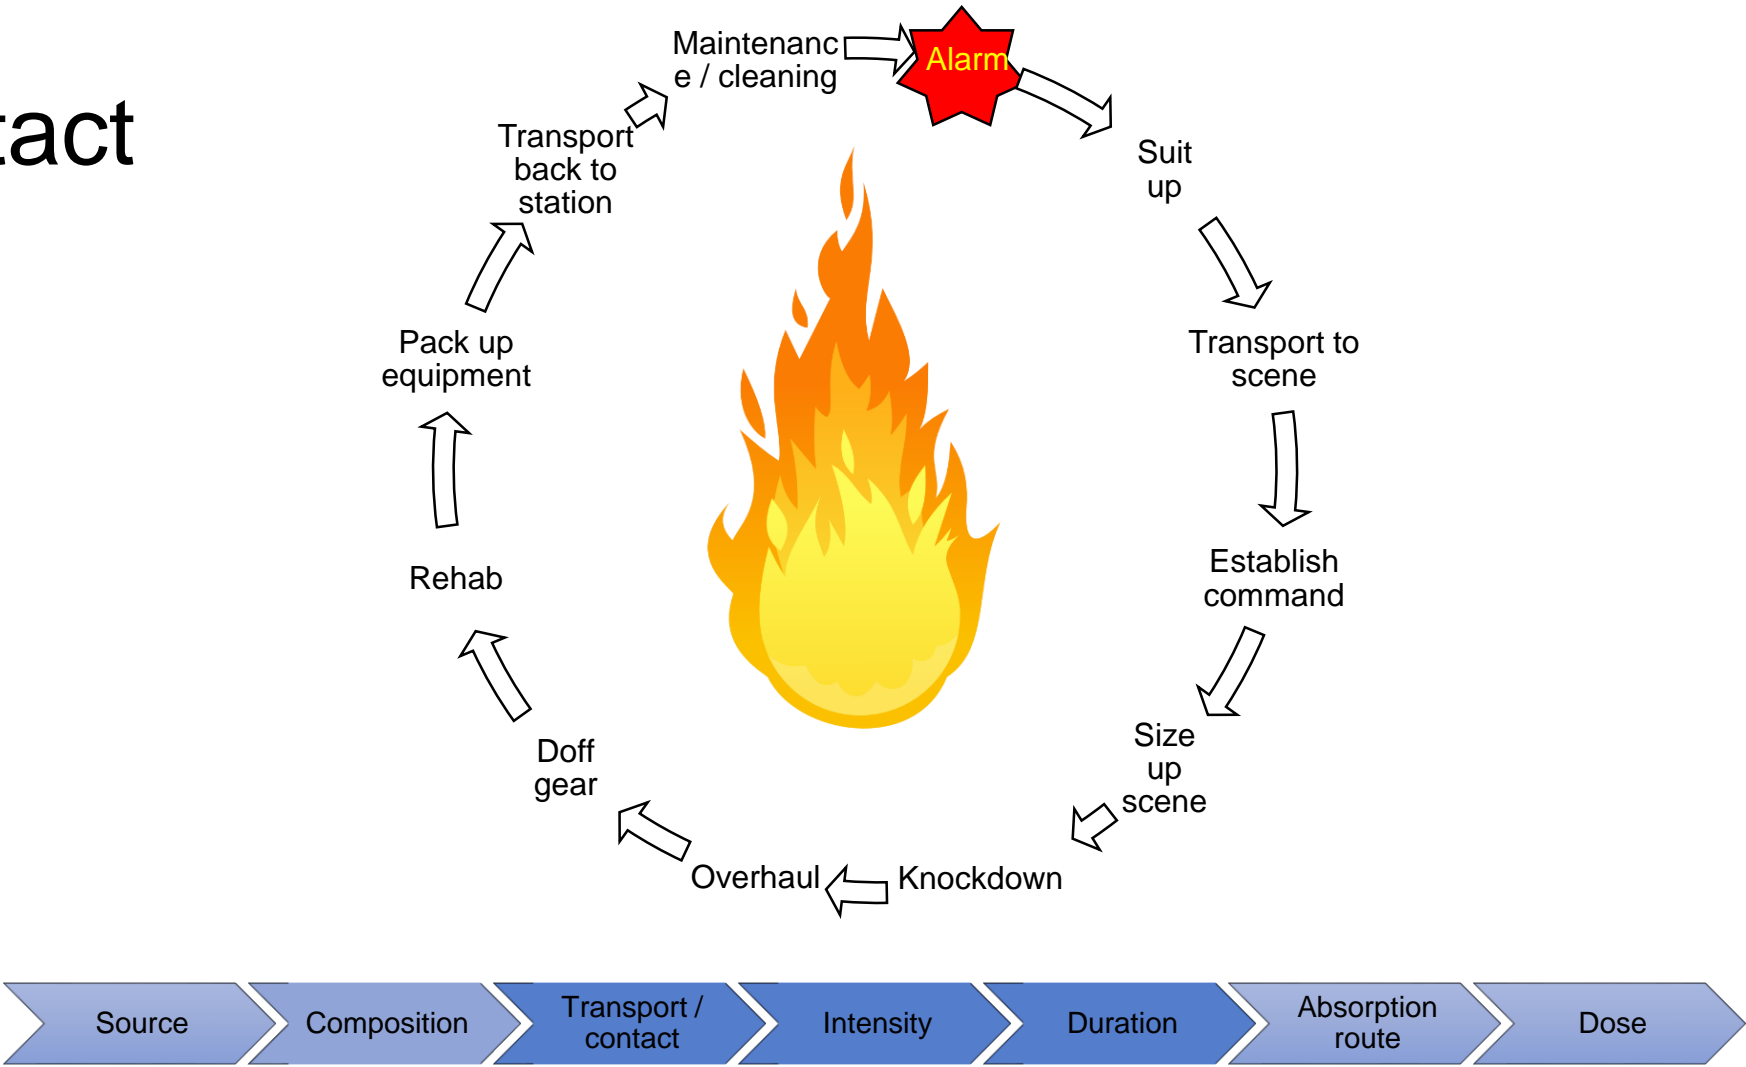 tact
Maintenanc
e / cleaning
Alarm
Suit
up
Transport to
scene
Establish
command
Size
up
scene
Knockdown
Overhaul
Doff
gear
Rehab
Pack up
equipment
Transport
back to
station
Source
Composition
Transport /
contact
Intensity
Duration
Absorption
route
Dose